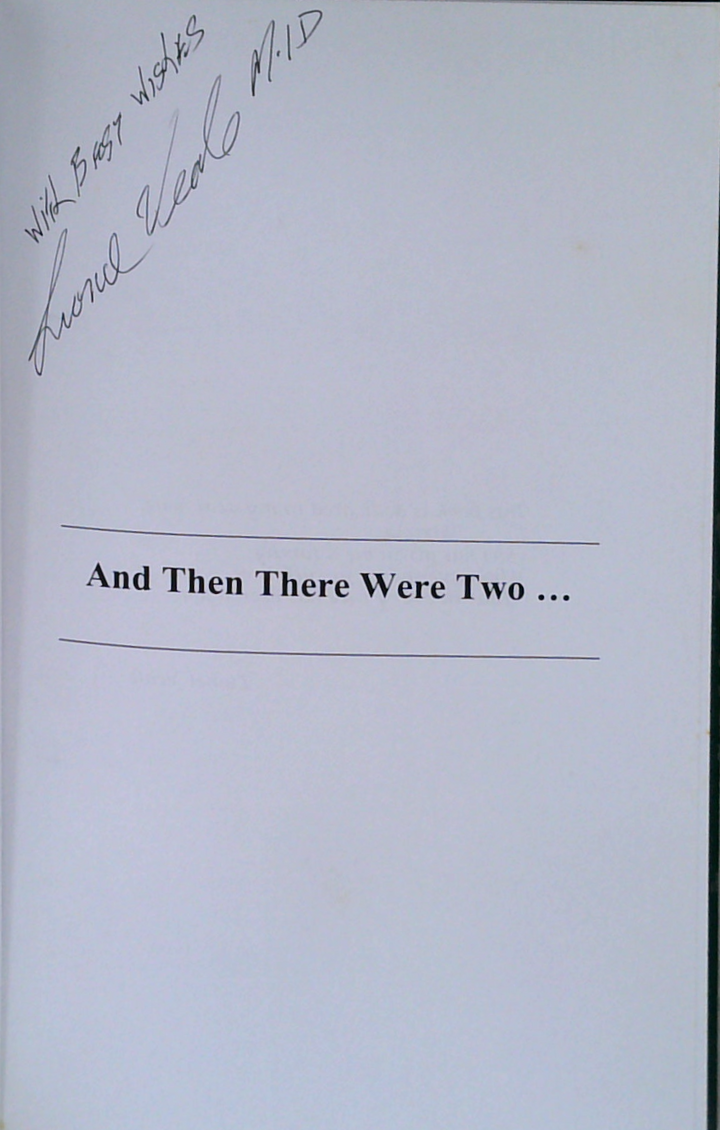 With Best Wishes
Lionel Veale M.I.D
And Then There Were Two ...